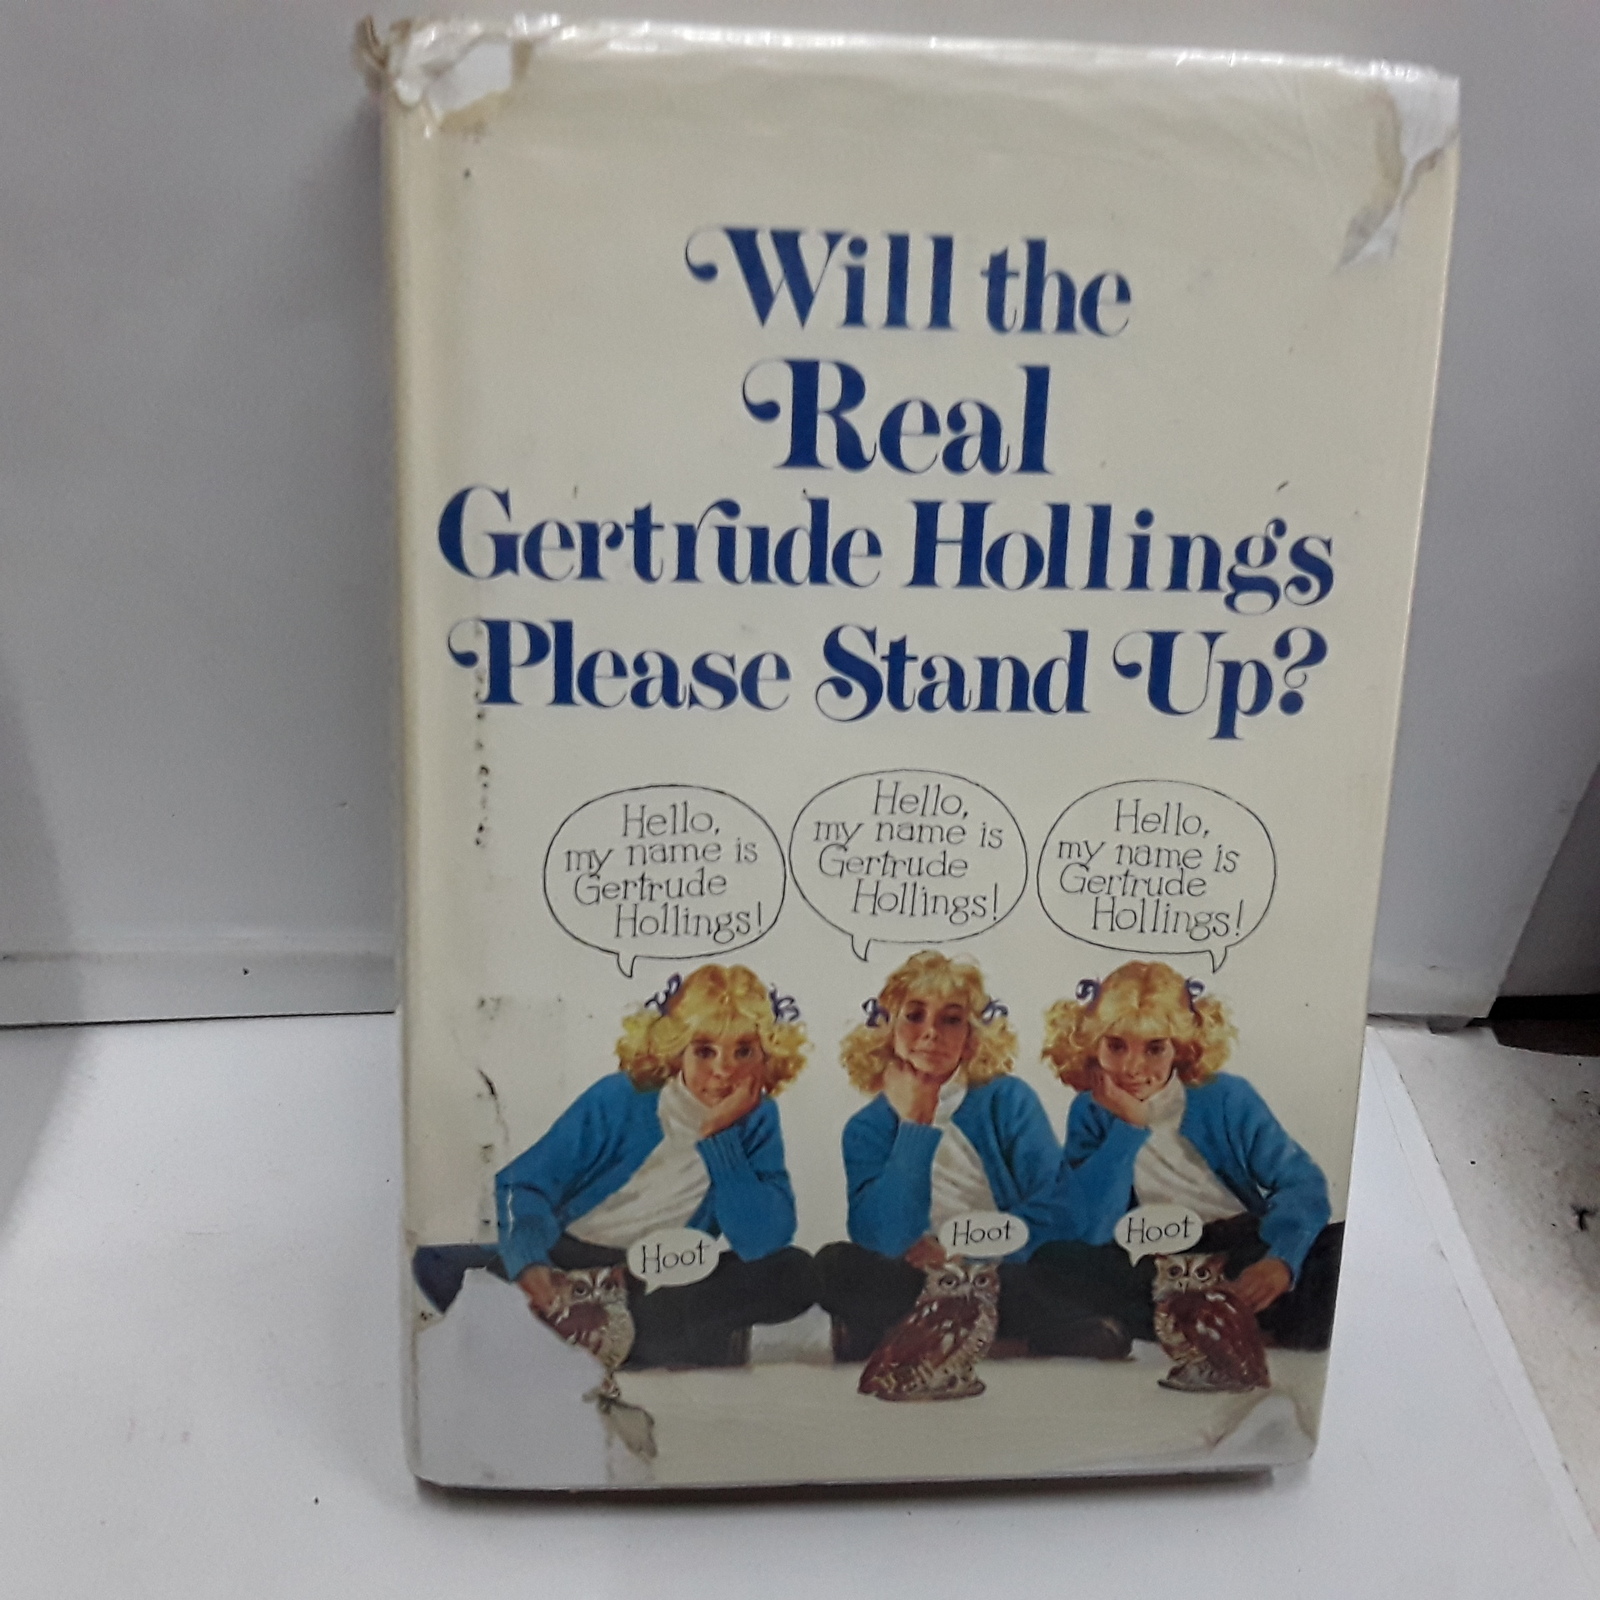 Will the
Real
Gertrude Hollings
Please Stand Up?
Hello,
my name is
Gertrude
Hollings!
Hello,
my name is
Gertrude
Hollings!
Hello,
my name is
Gertrude
Hollings!
Hoot
Hoot
Hoot